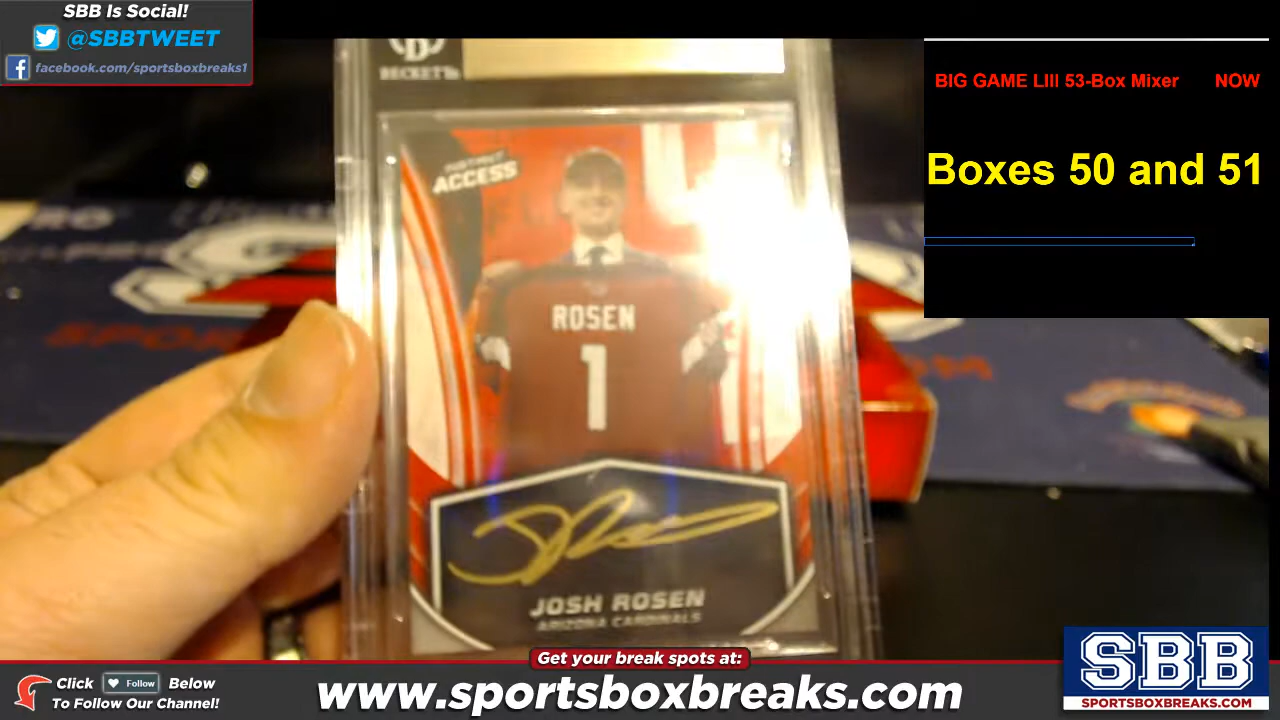 SBB Is Social!
@SBBTWEET
facebook.com/sportsboxbreaks1
BIG GAME LIII 53-Box Mixer NOW
Boxes 50 and 51
BECKETT
INSTANT
ACCESS
ROSEN
1
JOSH ROSEN
ARIZONA CARDINALS
Get your break spots at:
Click Follow Below
To Follow Our Channel!
www.sportsboxbreaks.com
SBB
SPORTSBOXBREAKS.COM